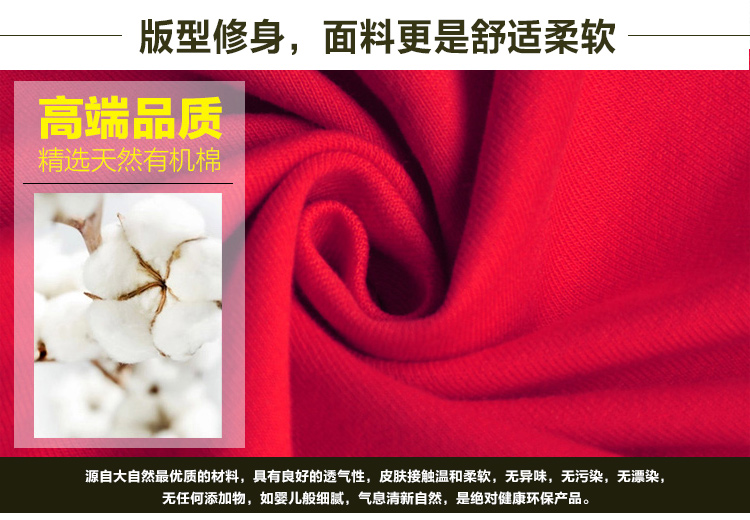 版型修身，面料更是舒适柔软
高端品质
精选天然有机棉
源自大自然最优质的材料，具有良好的透气性，皮肤接触温和柔软，无异味，无污染，无漂染，
无任何添加物，如婴儿般细腻，气息清新自然，是绝对健康环保产品。